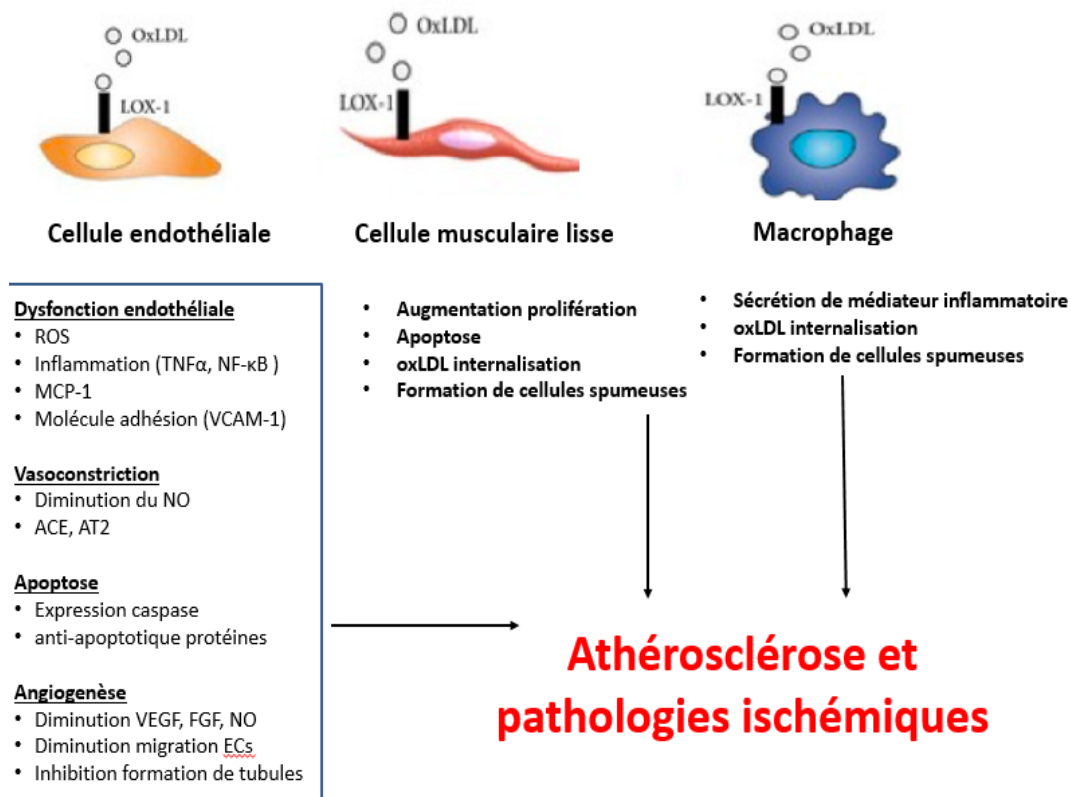 OxLDL
LOX-1
Cellule endothéliale
OxLDL
LOX-1
Cellule musculaire lisse
OxLDL
LOX-1
Macrophage
Dysfonction endothéliale
• ROS
• Inflammation (TNFα, NF-κB )
• MCP-1
• Molécule adhésion (VCAM-1)
Vasoconstriction
• Diminution du NO
• ACE, AT2
Apoptose
• Expression caspase
• anti-apoptotique protéines
Angiogenèse
• Diminution VEGF, FGF, NO
• Diminution migration ECs
• Inhibition formation de tubules
• Augmentation prolifération
• Apoptose
• oxLDL internalisation
• Formation de cellules spumeuses
• Sécrétion de médiateur inflammatoire
• oxLDL internalisation
• Formation de cellules spumeuses
Athérosclérose et
pathologies ischémiques